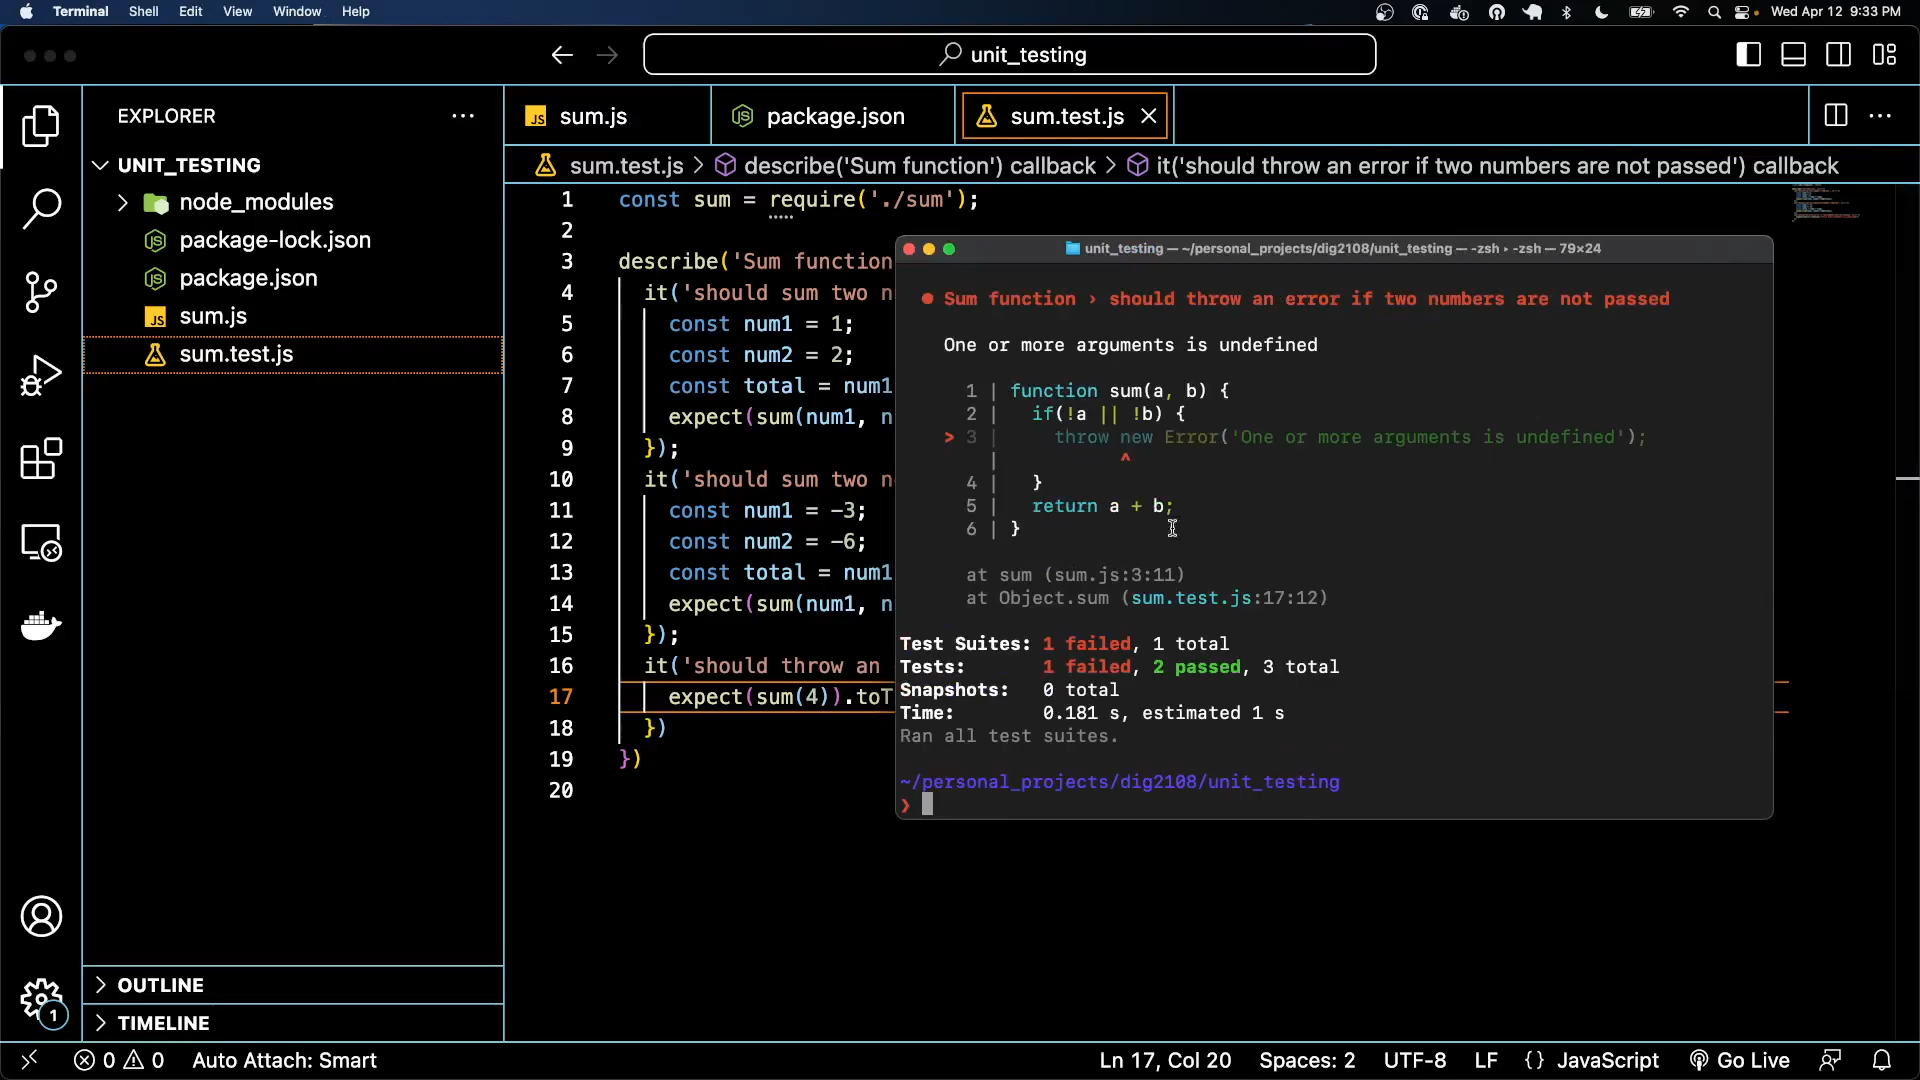 Terminal Shell Edit View Window Help Wed Apr 12 9:33 PM
unit_testing
EXPLORER
UNIT_TESTING
node_modules
package-lock.json
package.json
JS sum.js
sum.test.js
OUTLINE
TIMELINE
JS sum.js package.json sum.test.js
sum.test.js > describe('Sum function') callback > it('should throw an error if two numbers are not passed') callback
1 const sum = require('./sum');
2
3 describe('Sum function
4 it('should sum two n
5 const num1 = 1;
6 const num2 = 2;
7 const total = num1
8 expect(sum(num1, n
9 });
10 it('should sum two n
11 const num1 = -3;
12 const num2 = -6;
13 const total = num1
14 expect(sum(num1, n
15 });
16 it('should throw an
17 expect(sum(4)).toT
18 })
19 })
20
unit_testing — ~/personal_projects/dig2108/unit_testing — -zsh ▸ -zsh — 79×24
● Sum function › should throw an error if two numbers are not passed
One or more arguments is undefined
1 | function sum(a, b) {
2 | if(!a || !b) {
> 3 | throw new Error('One or more arguments is undefined');
| ^
4 | }
5 | return a + b;
6 | }
at sum (sum.js:3:11)
at Object.sum (sum.test.js:17:12)
Test Suites: 1 failed, 1 total
Tests: 1 failed, 2 passed, 3 total
Snapshots: 0 total
Time: 0.181 s, estimated 1 s
Ran all test suites.
~/personal_projects/dig2108/unit_testing
❯
1
0 0 Auto Attach: Smart Ln 17, Col 20 Spaces: 2 UTF-8 LF {} JavaScript Go Live